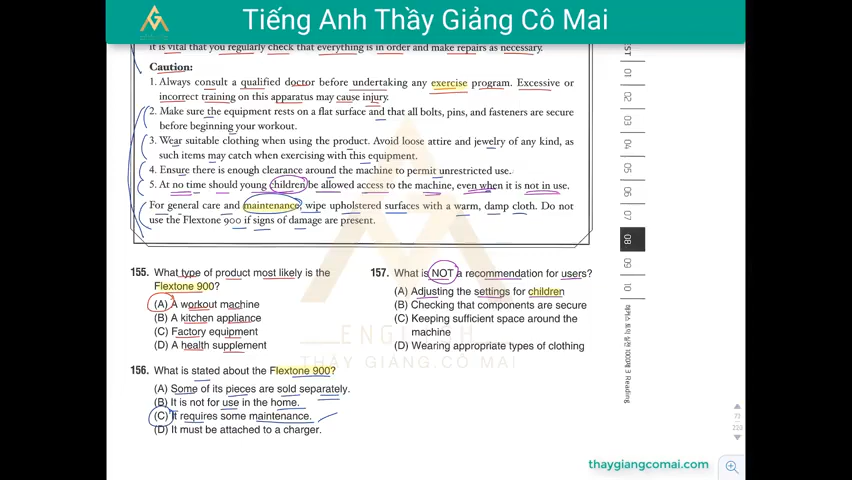 Tiếng Anh Thầy Giảng Cô Mai
it is vital that you regularly check that everything is in order and make repairs as necessary.
Caution:
1. Always consult a qualified doctor before undertaking any exercise program. Excessive or
incorrect training on this apparatus may cause injury.
2. Make sure the equipment rests on a flat surface and that all bolts, pins, and fasteners are secure
before beginning your workout.
3. Wear suitable clothing when using the product. Avoid loose attire and jewelry of any kind, as
such items may catch when exercising with this equipment.
4. Ensure there is enough clearance around the machine to permit unrestricted use.
5. At no time should young children be allowed access to the machine, even when it is not in use.
For general care and maintenance, wipe upholstered surfaces with a warm, damp cloth. Do not
use the Flextone 900 if signs of damage are present.
155. What type of product most likely is the
Flextone 900?
(A) A workout machine
(B) A kitchen appliance
(C) Factory equipment
(D) A health supplement
156. What is stated about the Flextone 900?
(A) Some of its pieces are sold separately.
(B) It is not for use in the home.
(C) It requires some maintenance.
(D) It must be attached to a charger.
157. What is NOT a recommendation for users?
(A) Adjusting the settings for children
(B) Checking that components are secure
(C) Keeping sufficient space around the
machine
(D) Wearing appropriate types of clothing
ENGLISH
THẦY GIẢNG.CÔ MAI
01
02
03
04
05
06
07
08
09
10
Reading
72
220
thaygiangcomai.com